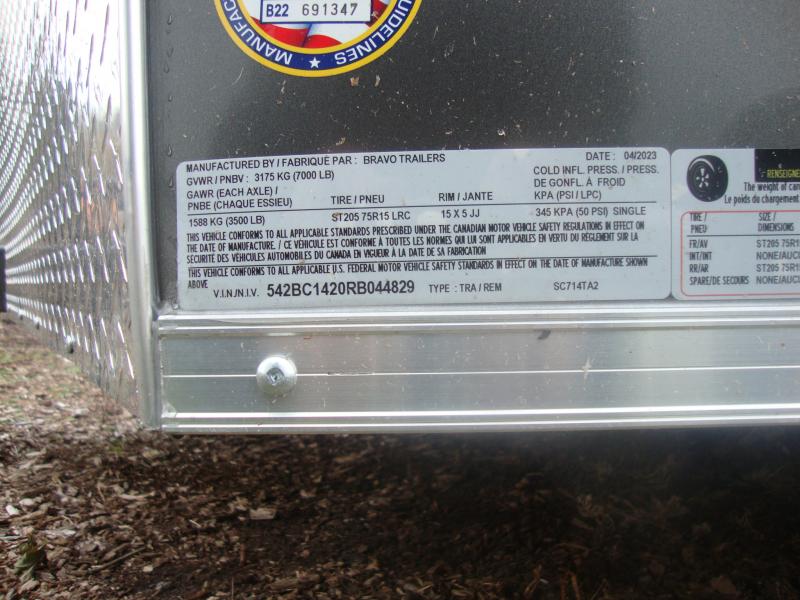 GUIDELINES
B22 691347
MANUFAC
MANUFACTURED BY / FABRIQUÉ PAR : BRAVO TRAILERS
DATE : 04/2023
GVWR / PNBV : 3175 KG (7000 LB)
GAWR (EACH AXLE) /
PNBE (CHAQUE ESSIEU)
TIRE / PNEU
RIM / JANTE
COLD INFL. PRESS. / PRESS.
DE GONFL. À FROID
KPA (PSI / LPC)
1588 KG (3500 LB)
ST205 75R15 LRC
15 X 5 JJ
345 KPA (50 PSI) SINGLE
THIS VEHICLE CONFORMS TO ALL APPLICABLE STANDARDS PRESCRIBED UNDER THE CANADIAN MOTOR VEHICLE SAFETY REGULATIONS IN EFFECT ON
THE DATE OF MANUFACTURE. / CE VÉHICULE EST CONFORME À TOUTES LES NORMES QUI LUI SONT APPLICABLES EN VERTU DU RÈGLEMENT SUR LA
SÉCURITÉ DES VÉHICULES AUTOMOBILES DU CANADA EN VIGUEUR À LA DATE DE SA FABRICATION
THIS VEHICLE CONFORMS TO ALL APPLICABLE U.S. FEDERAL MOTOR VEHICLE SAFETY STANDARDS IN EFFECT ON THE DATE OF MANUFACTURE SHOWN
ABOVE
V.I.N./N.I.V. 542BC1420RB044829 TYPE : TRA / REM SC714TA2
RENSEIGNE
The weight of car
Le poids du chargement
TIRE /
PNEU
SIZE /
DIMENSIONS
FR/AV ST205 75R1
INT/INT NONE/AUC
RR/AR ST205 75R1
SPARE/DE SECOURS NONE/AUC